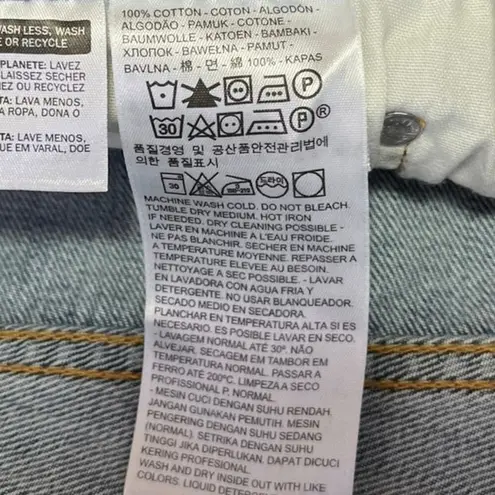 WASH LESS, WASH
E OR RECYCLE
PLANETE: LAVEZ
LAISSEZ SECHER
TA: LAVA MENOS,
A ROPA, DONA O
TA: LAVE MENOS,
UE EM VARAL, DOE
100% COTTON - COTON - ALGODÓN -
ALGODÃO - PAMUK - COTONE -
BAUMWOLLE - KATOEN - BAMBAKI -
ХЛОПОК - BAWEŁNA - PAMUT -
BAVLNA - 棉 - 면 - 綿 100% - KAPAS
P
30
P
품질경영 및 공산품안전관리법에
의한 품질표시
30
드라이
MACHINE WASH COLD. DO NOT BLEACH.
TUMBLE DRY MEDIUM. HOT IRON
IF NEEDED. DRY CLEANING POSSIBLE -
LAVER EN MACHINE A L'EAU FROIDE.
NE PAS BLANCHIR. SECHER EN MACHINE
A TEMPERATURE MOYENNE. REPASSER A
TEMPERATURE ELEVEE AU BESOIN.
NETTOYAGE A SEC POSSIBLE. - LAVAR
EN LAVADORA CON AGUA FRIA Y
DETERGENTE. NO USAR BLANQUEADOR.
SECADO MEDIO EN SECADORA.
PLANCHAR EN TEMPERATURA ALTA SI ES
NECESARIO. ES POSIBLE LAVAR EN SECO.
- LAVAGEM NORMAL ATÉ 30º. NÃO
ALVEJAR. SECAGEM EM TAMBOR EM
TEMPERATURA NORMAL. PASSAR A
FERRO ATÉ 200ºC. LIMPEZA A SECO
PROFISSIONAL P. NORMAL.
- MESIN CUCI DENGAN SUHU RENDAH.
JANGAN GUNAKAN PEMUTIH. MESIN
PENGERING DENGAN SUHU SEDANG
(NORMAL). SETRIKA DENGAN SUHU
TINGGI JIKA DIPERLUKAN. DAPAT DICUCI
KERING PROFESSIONAL.
WASH AND DRY INSIDE OUT WITH LIKE
COLORS. LIQUID DETER